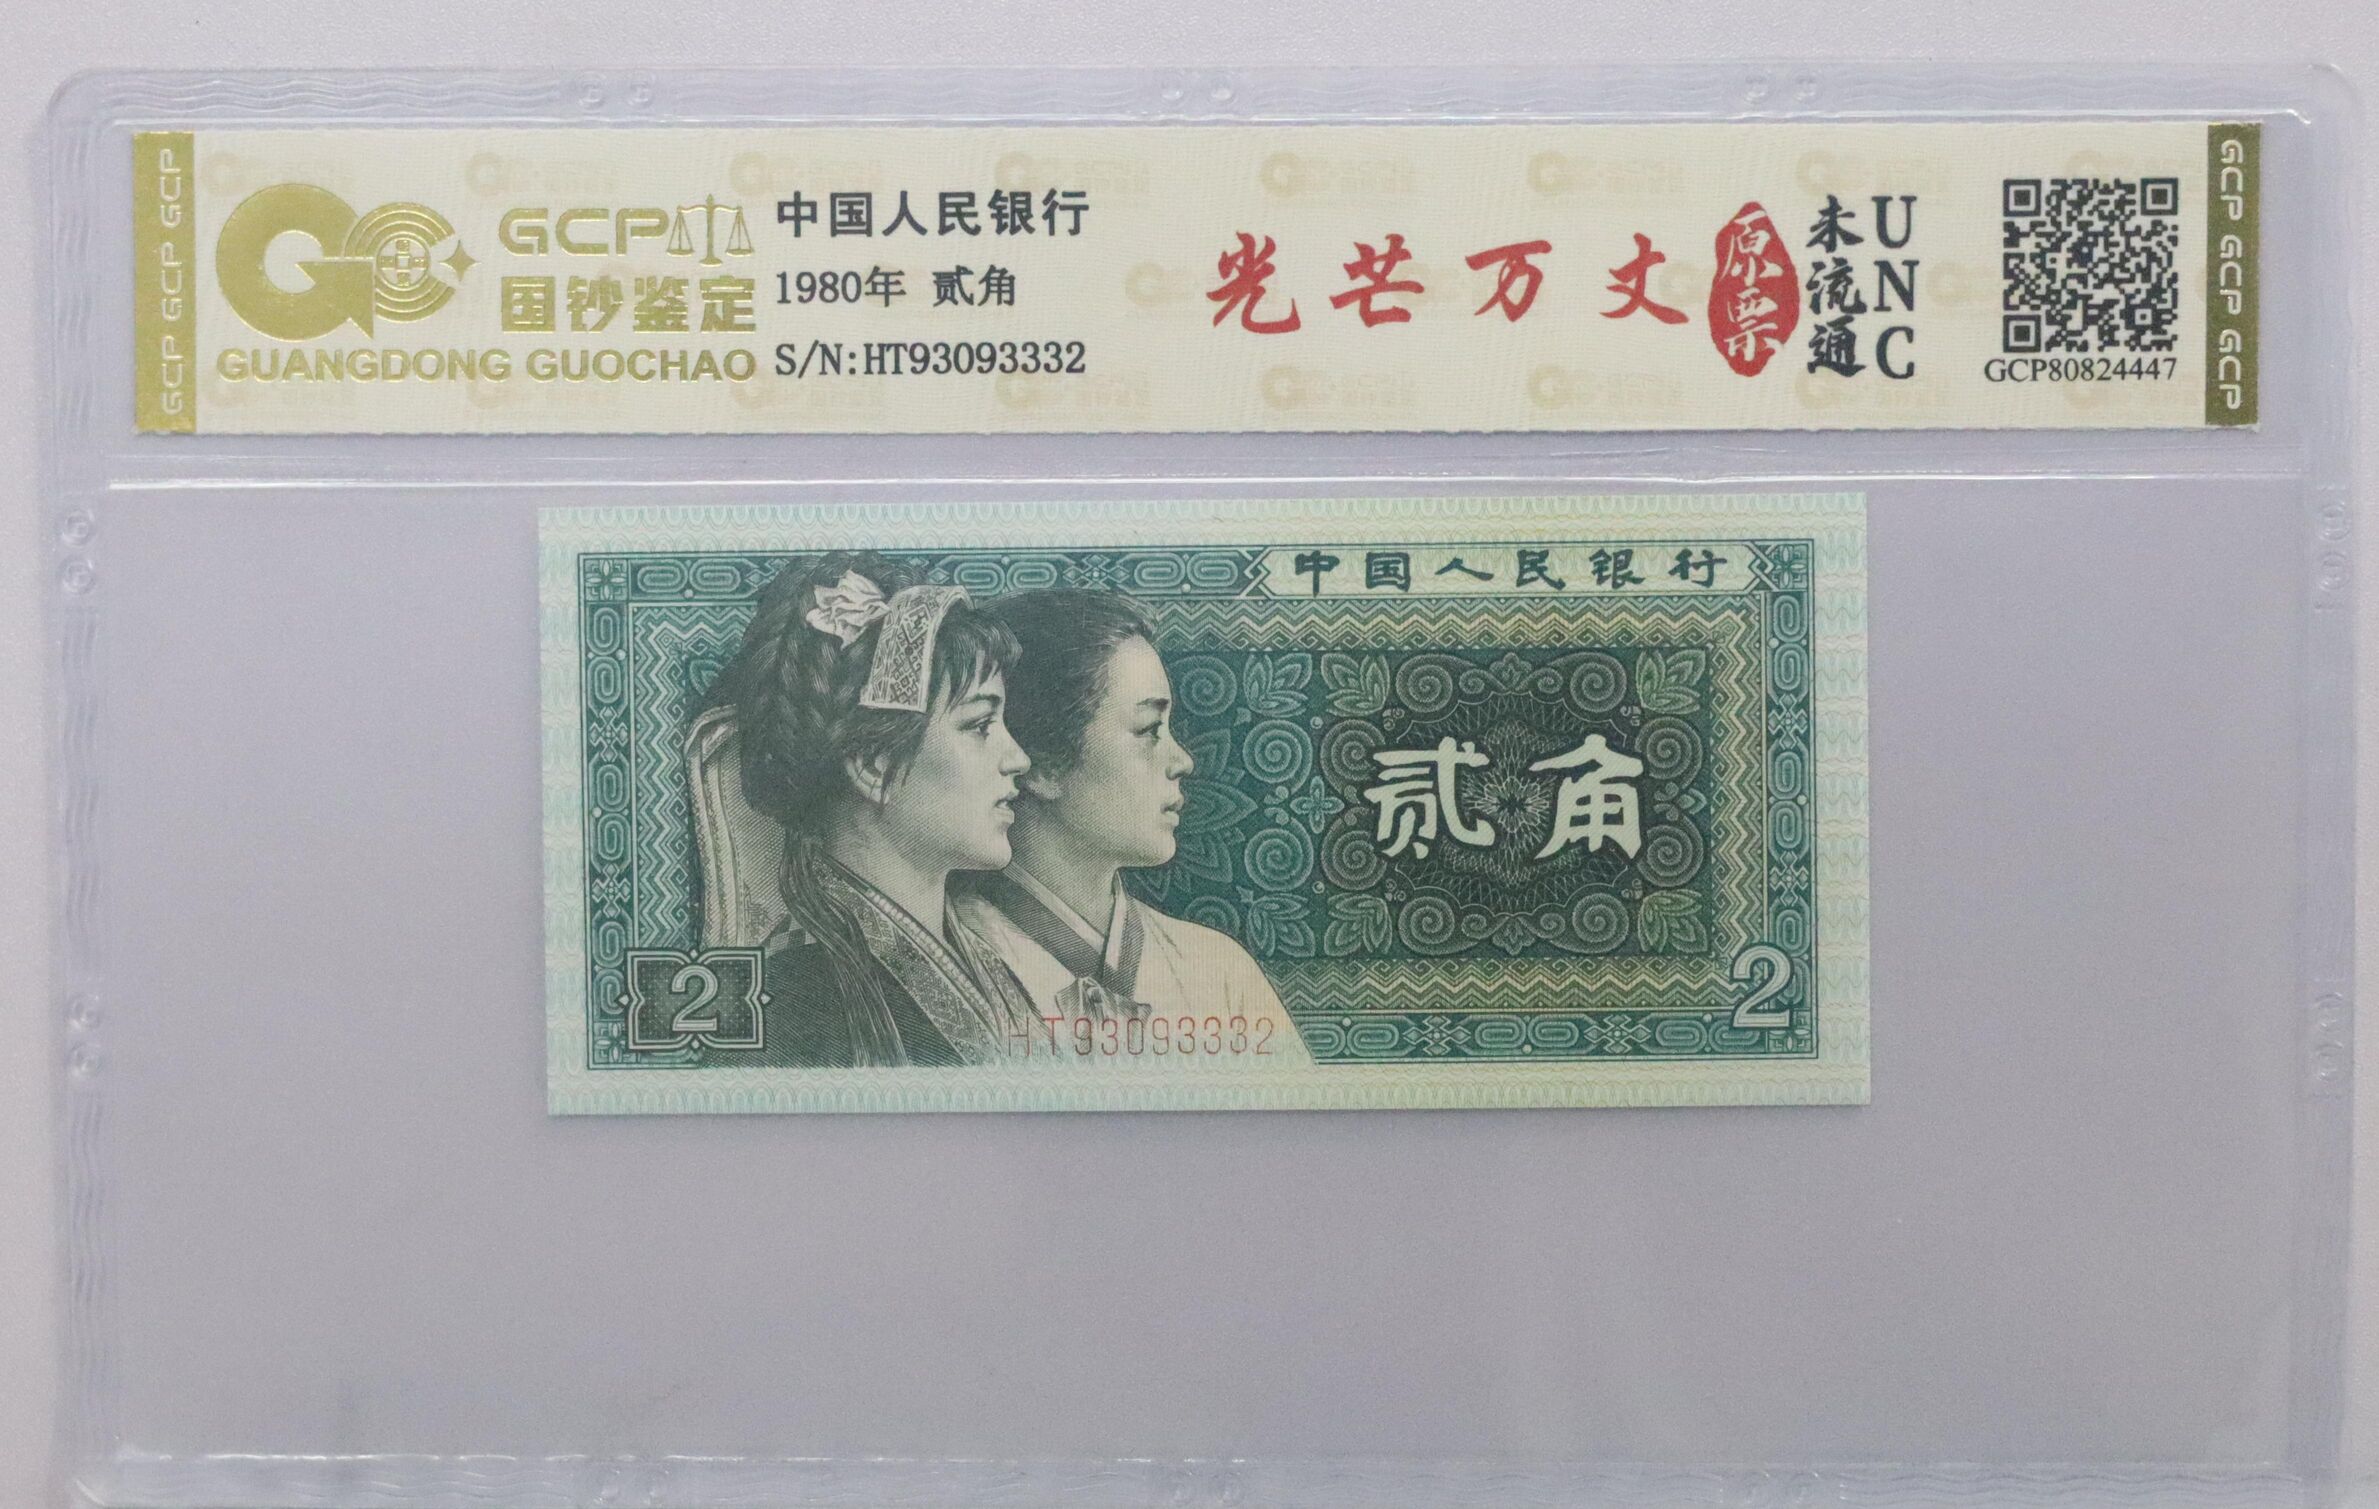 GCP GCP GCP
GCP
国钞鉴定
GUANGDONG GUOCHAO
中国人民银行
1980年 贰角
S/N:HT93093332
光芒万丈
原票
未流通
UNC
GCP80824447
GCP GCP GCP
中国人民银行
贰角
2
2
HT93093332